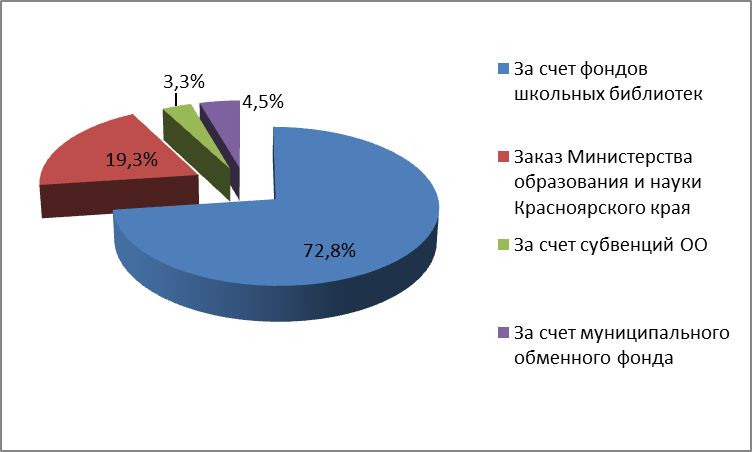 3,3%
4,5%
19,3%
72,8%
За счет фондов
школьных библиотек
Заказ Министерства
образования и науки
Красноярского края
За счет субвенций ОО
За счет муниципального
обменного фонда